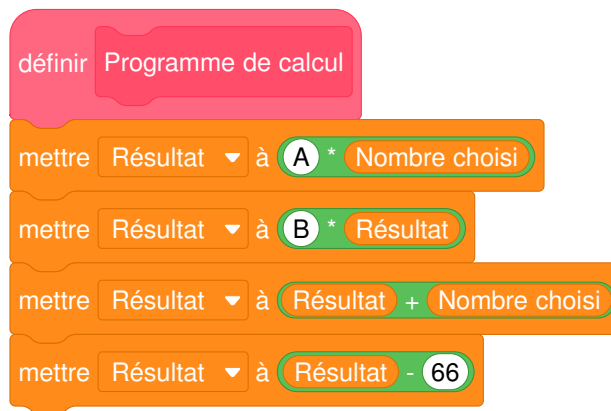 définir Programme de calcul
mettre Résultat à A * Nombre choisi
mettre Résultat à B * Résultat
mettre Résultat à Résultat + Nombre choisi
mettre Résultat à Résultat - 66